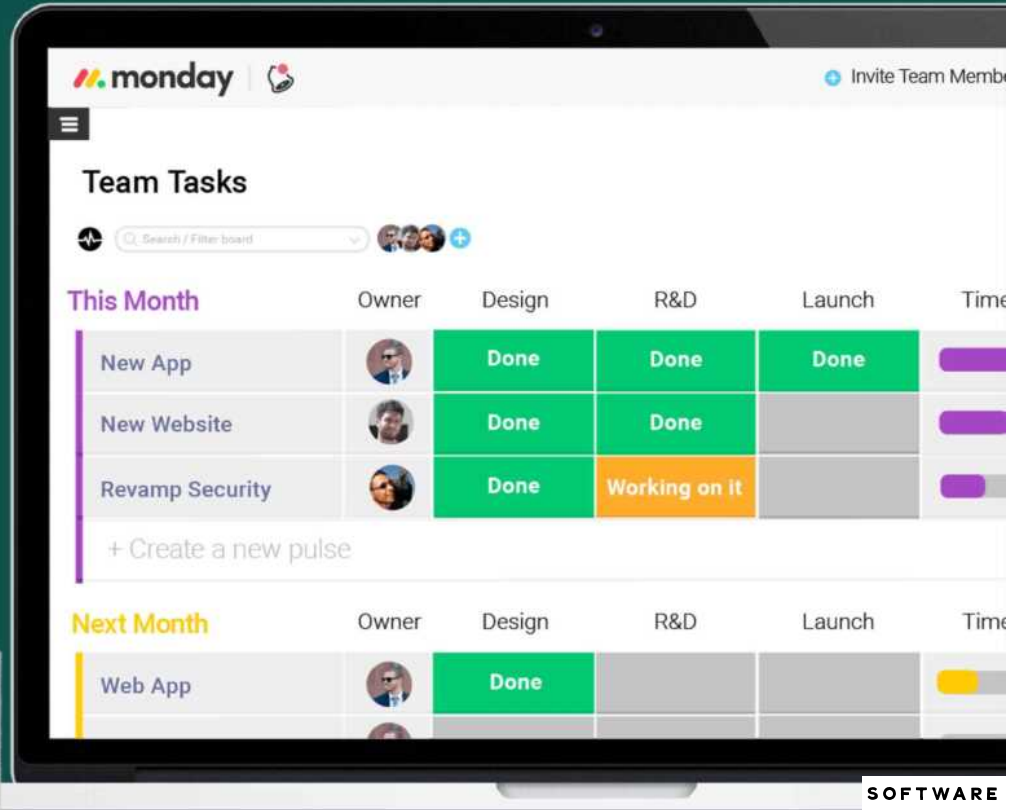 monday
Invite Team Membe
Team Tasks
Search / Filter board
This Month Owner Design R&D Launch Time
New App Done Done Done
New Website Done Done
Revamp Security Done Working on it
+ Create a new pulse
Next Month Owner Design R&D Launch Time
Web App Done
SOFTWARE